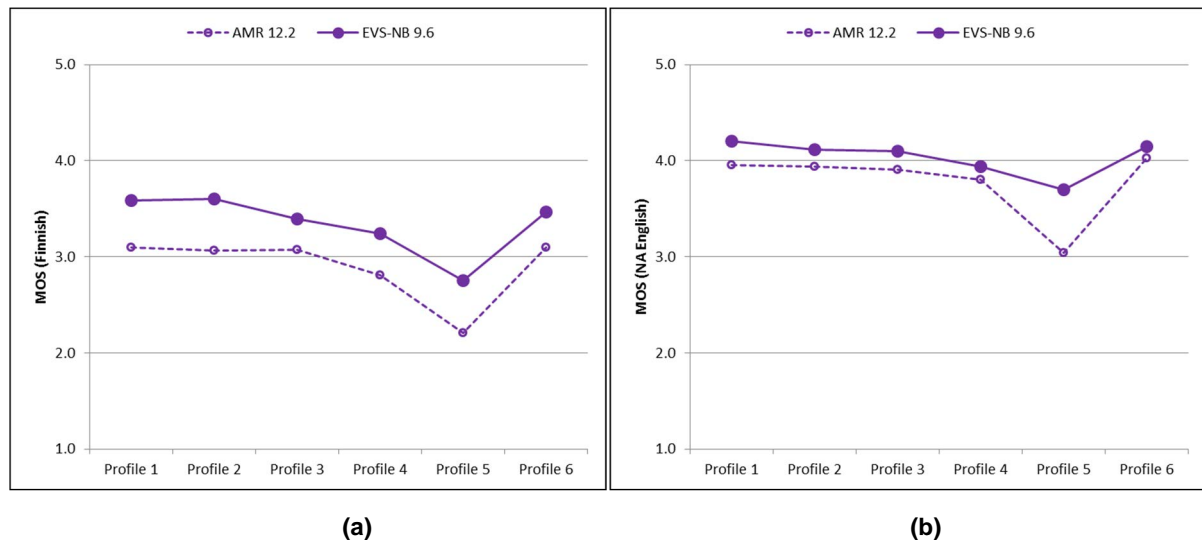 AMR 12.2 EVS-NB 9.6
5.0
4.0
3.0
2.0
1.0
MOS (Finnish)
Profile 1 Profile 2 Profile 3 Profile 4 Profile 5 Profile 6
(a)
AMR 12.2 EVS-NB 9.6
5.0
4.0
3.0
2.0
1.0
MOS (NA English)
Profile 1 Profile 2 Profile 3 Profile 4 Profile 5 Profile 6
(b)